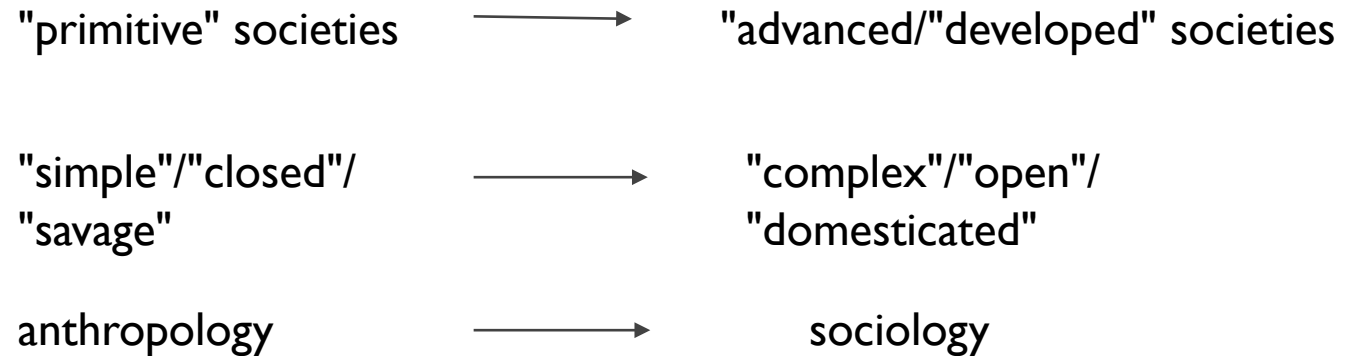 "primitive" societies "advanced/"developed" societies
"simple"/"closed"/ "complex"/"open"/
"savage" "domesticated"
anthropology sociology